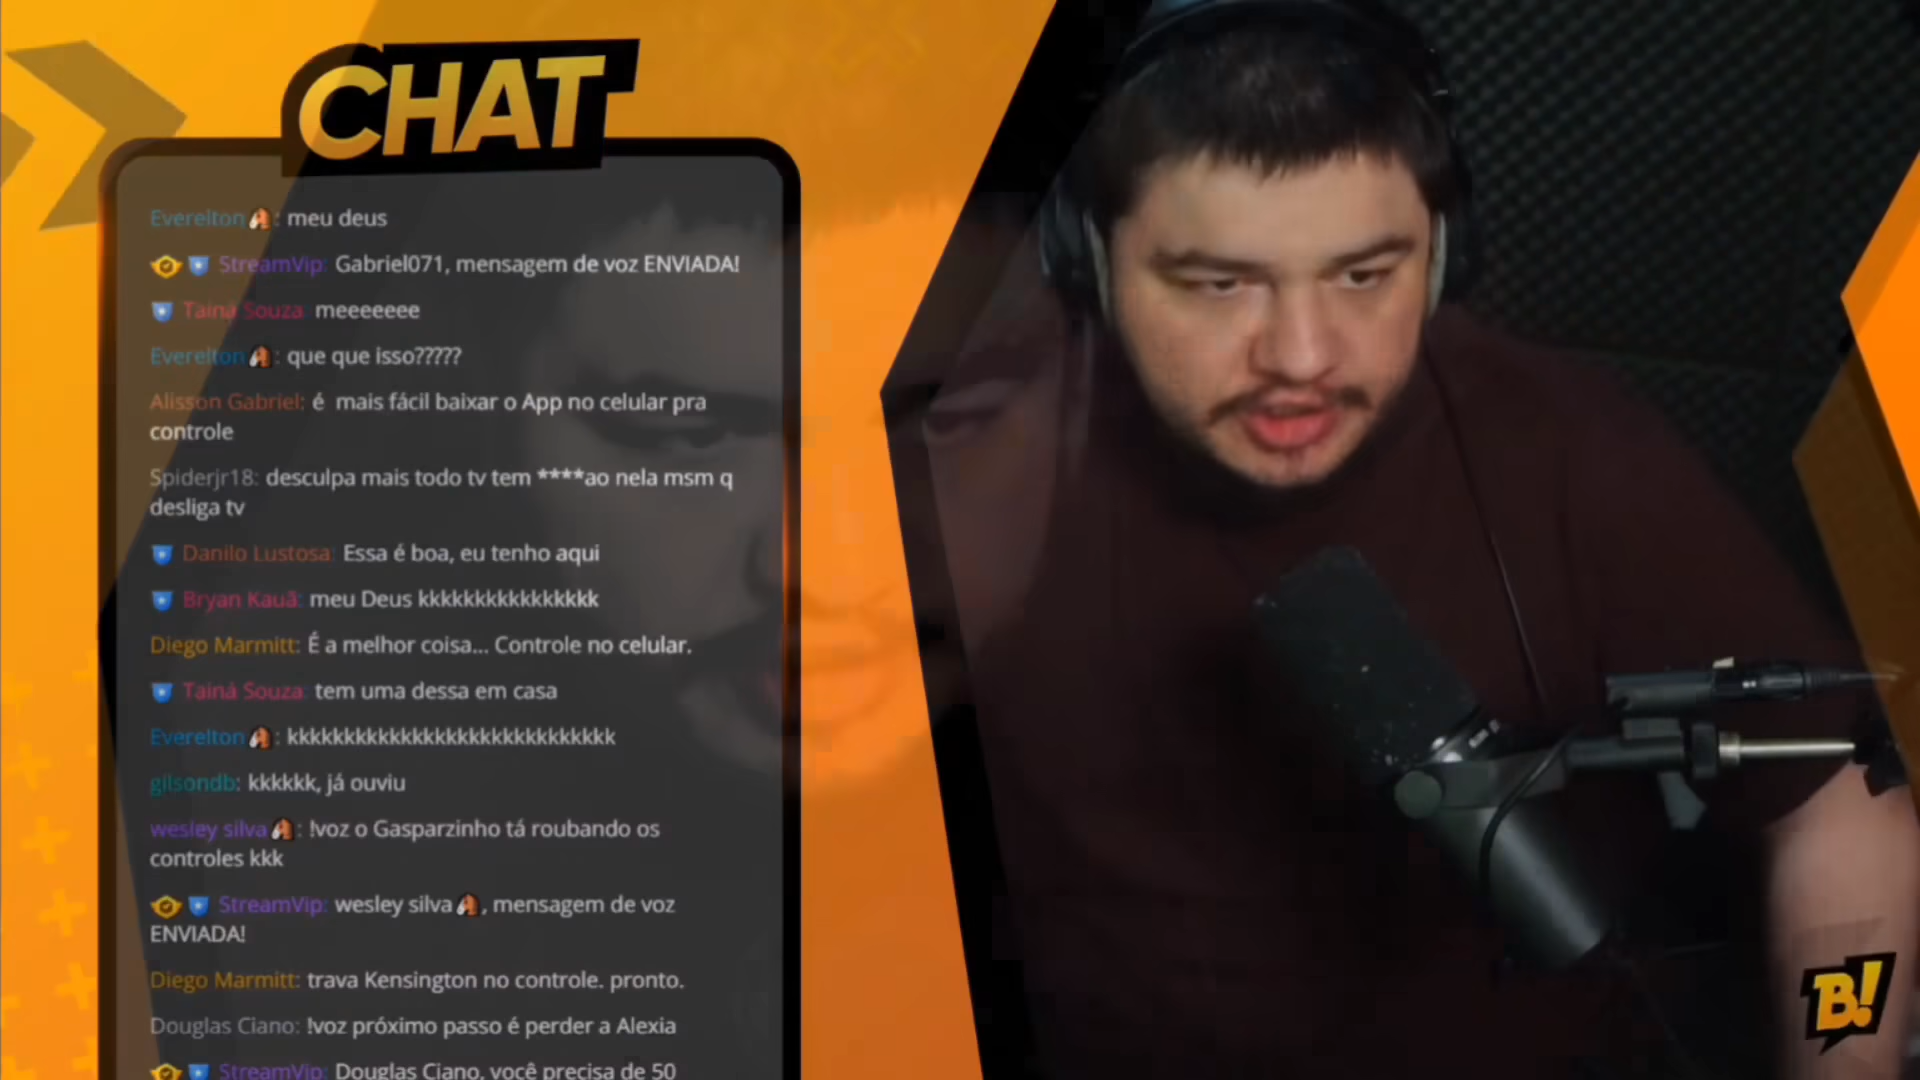 CHAT
Everelton: meu deus
StreamVip: Gabriel071, mensagem de voz ENVIADA!
Tainá Souza: meeeeeee
Everelton: que que isso?????
Alisson Gabriel: é mais fácil baixar o App no celular pra
controle
Spiderjr18: desculpa mais todo tv tem ****ao nela msm q
desliga tv
Danilo Lustosa: Essa é boa, eu tenho aqui
Bryan Kauã: meu Deus kkkkkkkkkkkkkkkk
Diego Marmitt: É a melhor coisa... Controle no celular.
Tainá Souza: tem uma dessa em casa
Everelton: kkkkkkkkkkkkkkkkkkkkkkkkkkkkk
gilsondb: kkkkkk, já ouviu
wesley silva: !voz o Gasparzinho tá roubando os
controles kkk
StreamVip: wesley silva, mensagem de voz
ENVIADA!
Diego Marmitt: trava Kensington no controle. pronto.
Douglas Ciano: !voz próximo passo é perder a Alexia
StreamVip: Douglas Ciano, você precisa de 50
B!